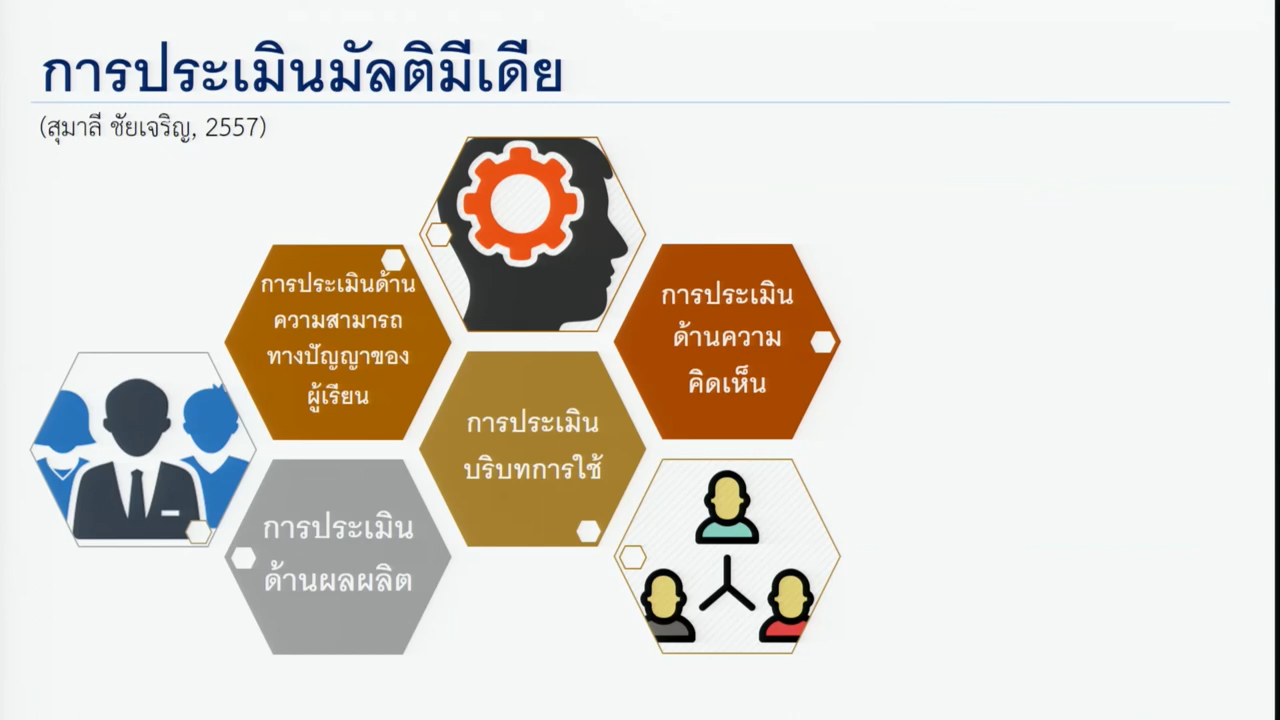 การประเมินมัลติมีเดีย
(สุมาลี ชัยเจริญ, 2557)
การประเมินด้าน
ความสามารถ
ทางปัญญาของ
ผู้เรียน
การประเมิน
ด้านความ
คิดเห็น
การประเมิน
บริบทการใช้
การประเมิน
ด้านผลผลิต